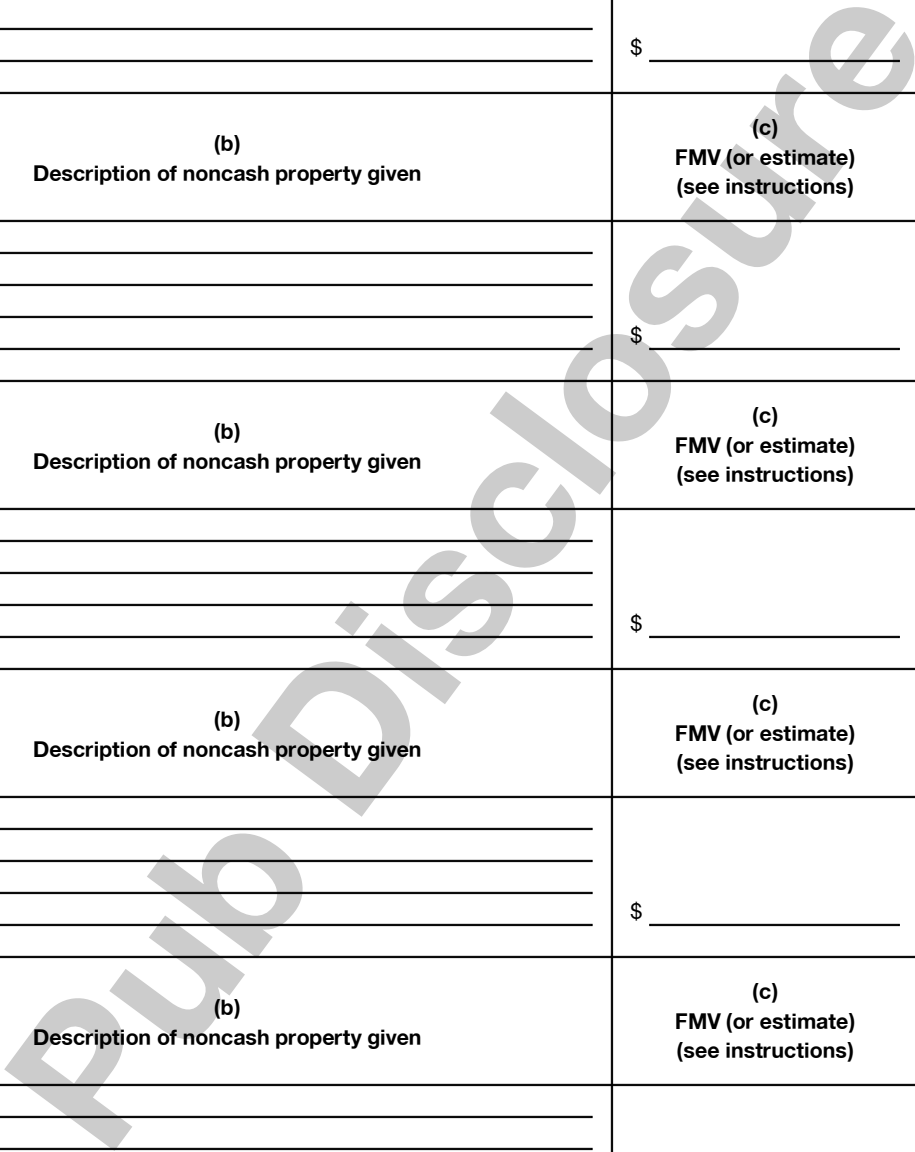 $
(b)
Description of noncash property given
(c)
FMV (or estimate)
(see instructions)
$
(b)
Description of noncash property given
(c)
FMV (or estimate)
(see instructions)
$
(b)
Description of noncash property given
(c)
FMV (or estimate)
(see instructions)
$
(b)
Description of noncash property given
(c)
FMV (or estimate)
(see instructions)
Pub Disclosure